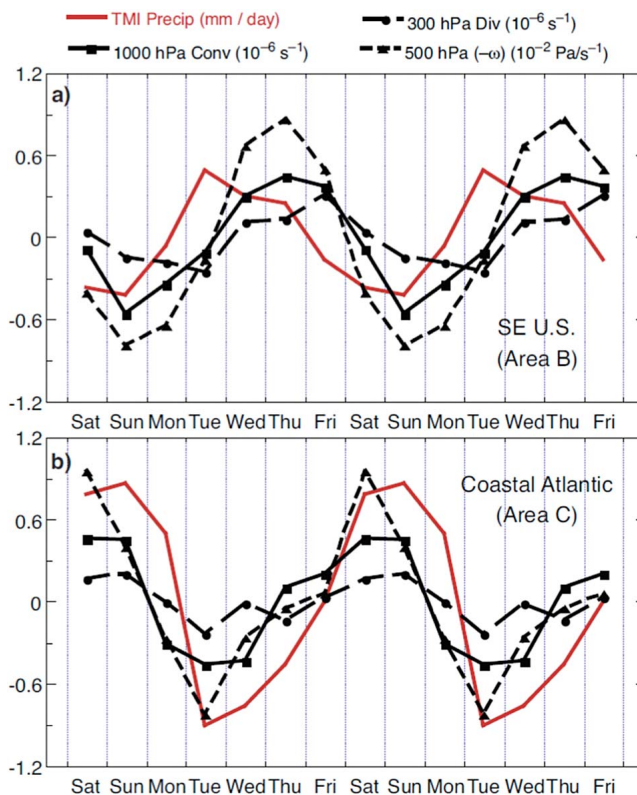 TMI Precip (mm / day)
300 hPa Div (10⁻⁶ s⁻¹)
1000 hPa Conv (10⁻⁶ s⁻¹)
500 hPa (−ω) (10⁻² Pa/s⁻¹)
1.2
a)
0.6
0
-0.6
SE U.S.
(Area B)
-1.2
Sat Sun Mon Tue Wed Thu Fri Sat Sun Mon Tue Wed Thu Fri
1.2
b)
Coastal Atlantic
(Area C)
0.6
0
-0.6
-1.2
Sat Sun Mon Tue Wed Thu Fri Sat Sun Mon Tue Wed Thu Fri